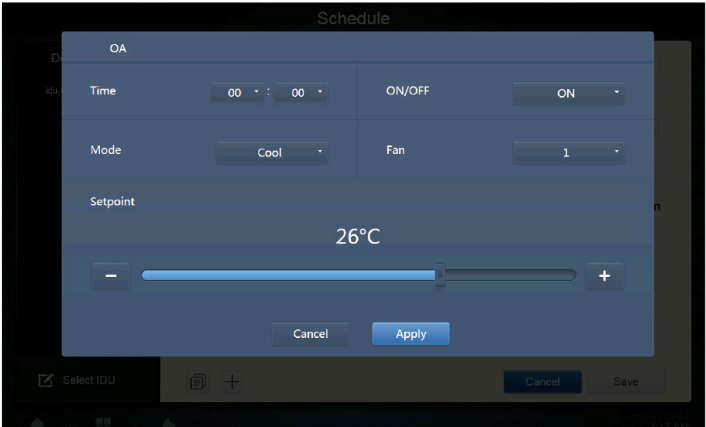 Schedule
OA
Time 00 : 00 ON/OFF ON
Mode Cool Fan 1
Setpoint
26°C
− +
Cancel Apply
Select IDU Cancel Save